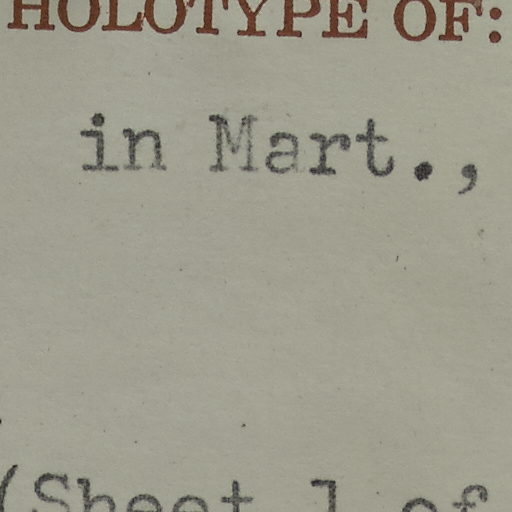 HOLOTYPE OF:
in Mart.,
(Sheet 1 of